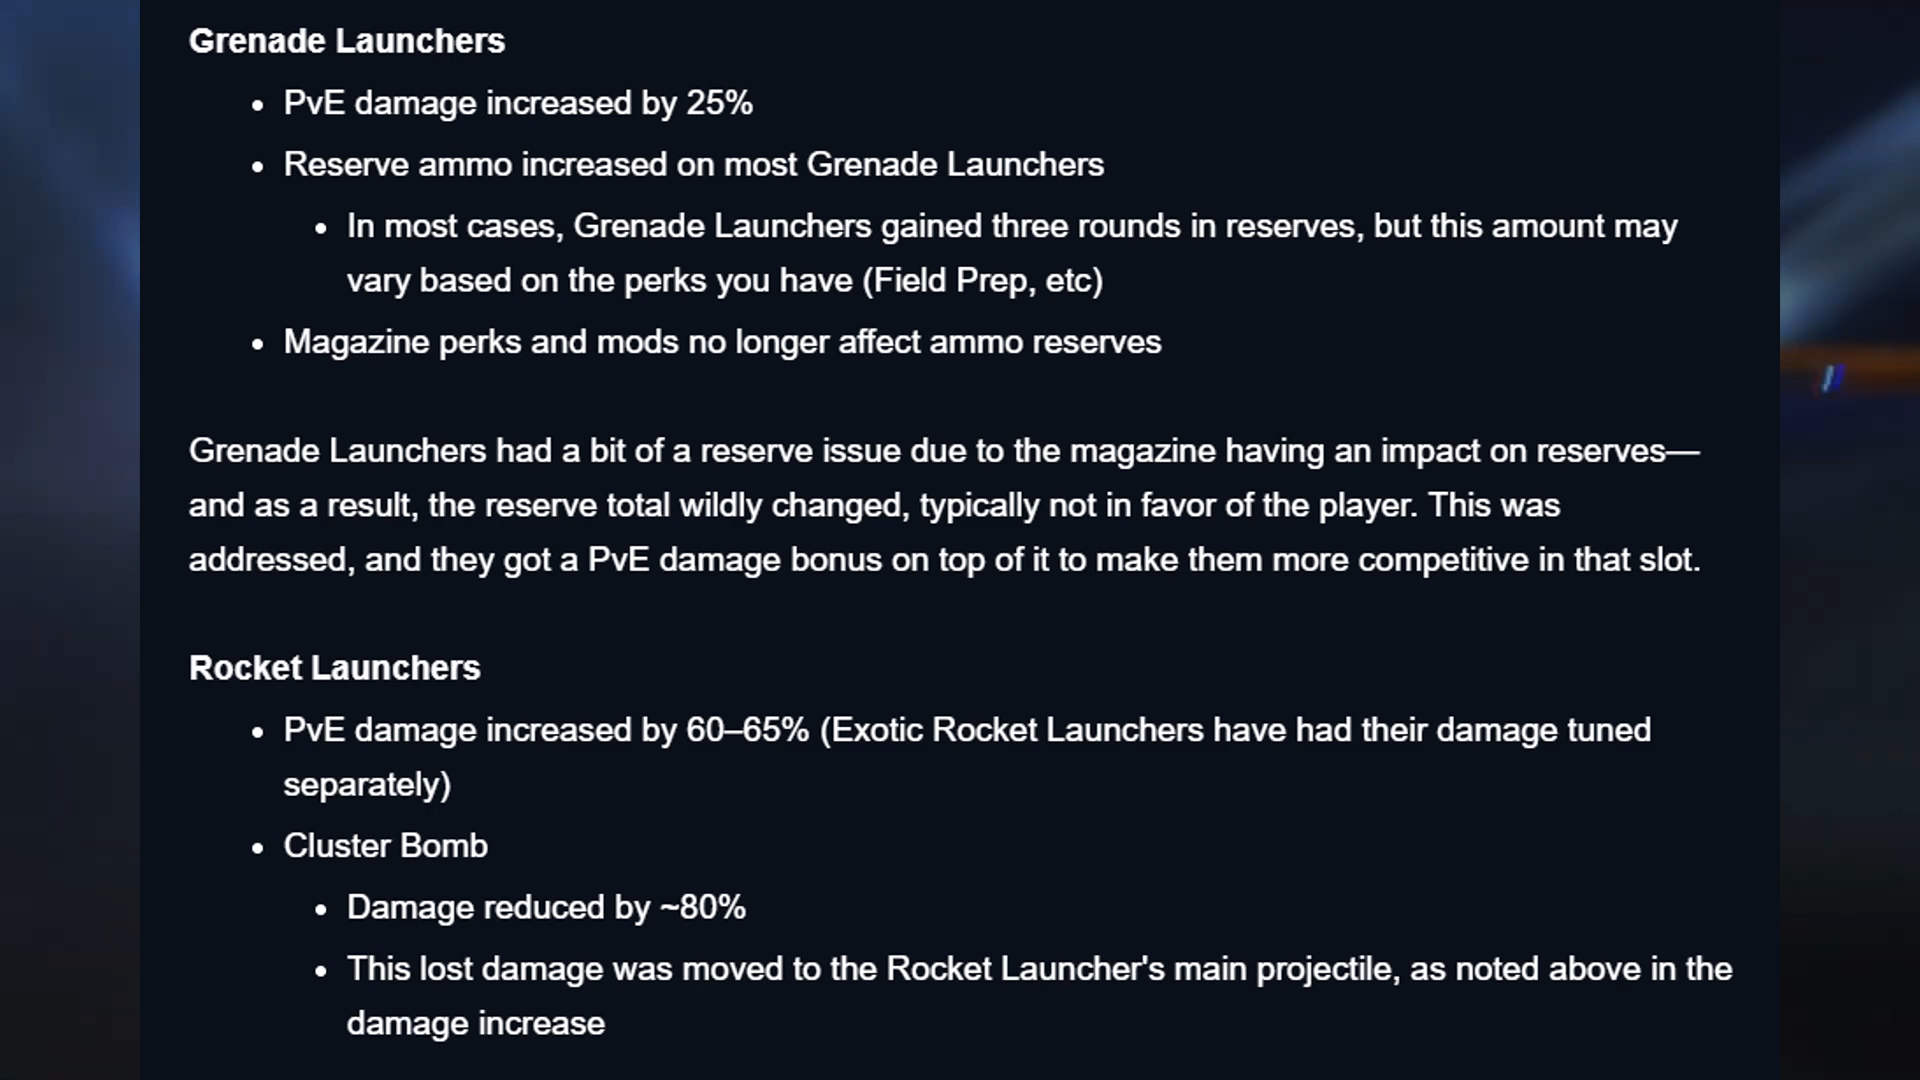 Grenade Launchers
• PvE damage increased by 25%
• Reserve ammo increased on most Grenade Launchers
• In most cases, Grenade Launchers gained three rounds in reserves, but this amount may
vary based on the perks you have (Field Prep, etc)
• Magazine perks and mods no longer affect ammo reserves
Grenade Launchers had a bit of a reserve issue due to the magazine having an impact on reserves—
and as a result, the reserve total wildly changed, typically not in favor of the player. This was
addressed, and they got a PvE damage bonus on top of it to make them more competitive in that slot.
Rocket Launchers
• PvE damage increased by 60–65% (Exotic Rocket Launchers have had their damage tuned
separately)
• Cluster Bomb
• Damage reduced by ~80%
• This lost damage was moved to the Rocket Launcher's main projectile, as noted above in the
damage increase